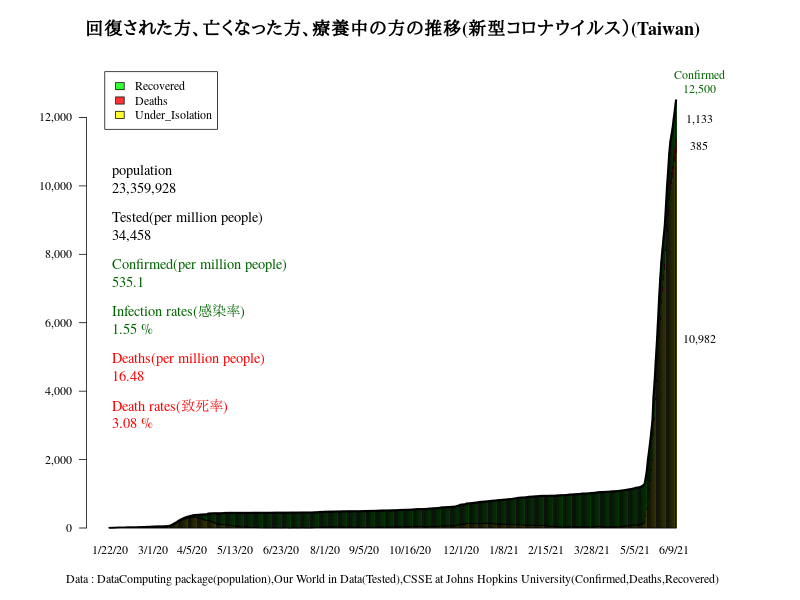 回復された方、亡くなった方、療養中の方の推移(新型コロナウイルス)(Taiwan)
Confirmed
12,500
Recovered
Deaths
Under_Isolation
1,133
385
10,982
12,000
10,000
8,000
6,000
4,000
2,000
0
population
23,359,928
Tested(per million people)
34,458
Confirmed(per million people)
535.1
Infection rates(感染率)
1.55 %
Deaths(per million people)
16.48
Death rates(致死率)
3.08 %
1/22/20 3/1/20 4/5/20 5/13/20 6/23/20 8/1/20 9/5/20 10/16/20 12/1/20 1/8/21 2/15/21 3/28/21 5/5/21 6/9/21
Data : DataComputing package(population),Our World in Data(Tested),CSSE at Johns Hopkins University(Confirmed,Deaths,Recovered)